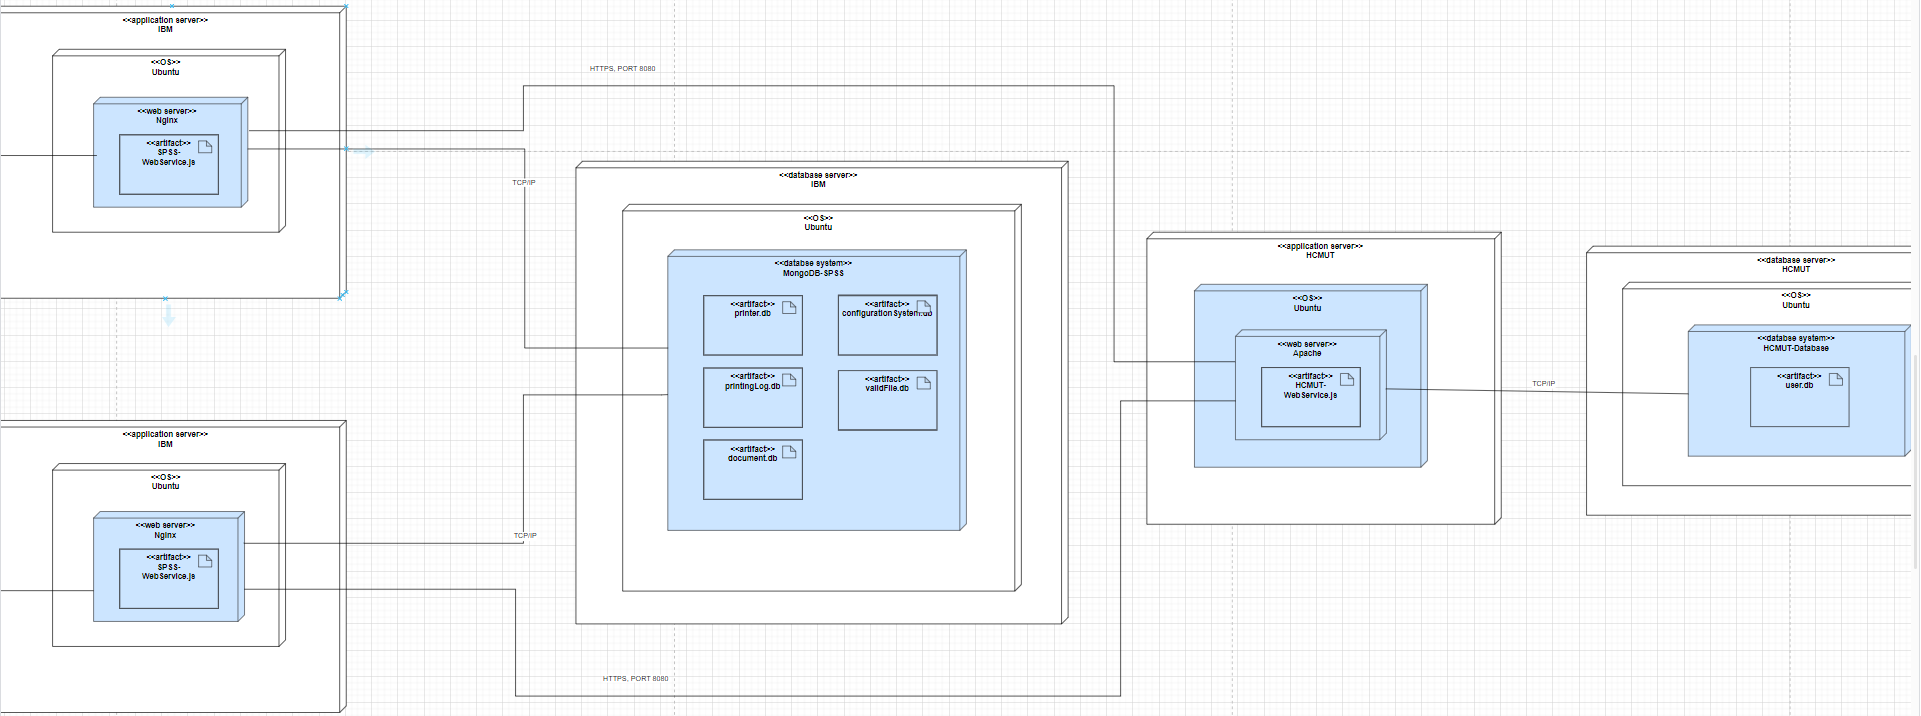 <<application server>>
IBM
<<OS>>
Ubuntu
<<web server>>
Nginx
<<artifact>>
SPSS-
WebService.js
HTTPS, PORT 8080
TCP/IP
<<database server>>
IBM
<<OS>>
Ubuntu
<<databse system>>
MongoDB-SPSS
<<artifact>>
printer.db
<<artifact>>
configurationSystem.db
<<artifact>>
printingLog.db
<<artifact>>
validFile.db
<<artifact>>
document.db
<<application server>>
HCMUT
<<OS>>
Ubuntu
<<web server>>
Apache
<<artifact>>
HCMUT-
WebService.js
TCP/IP
<<database server>>
HCMUT
<<OS>>
Ubuntu
<<databse system>>
HCMUT-Database
<<artifact>>
user.db
<<application server>>
IBM
<<OS>>
Ubuntu
<<web server>>
Nginx
<<artifact>>
SPSS-
WebService.js
TCP/IP
HTTPS, PORT 8080